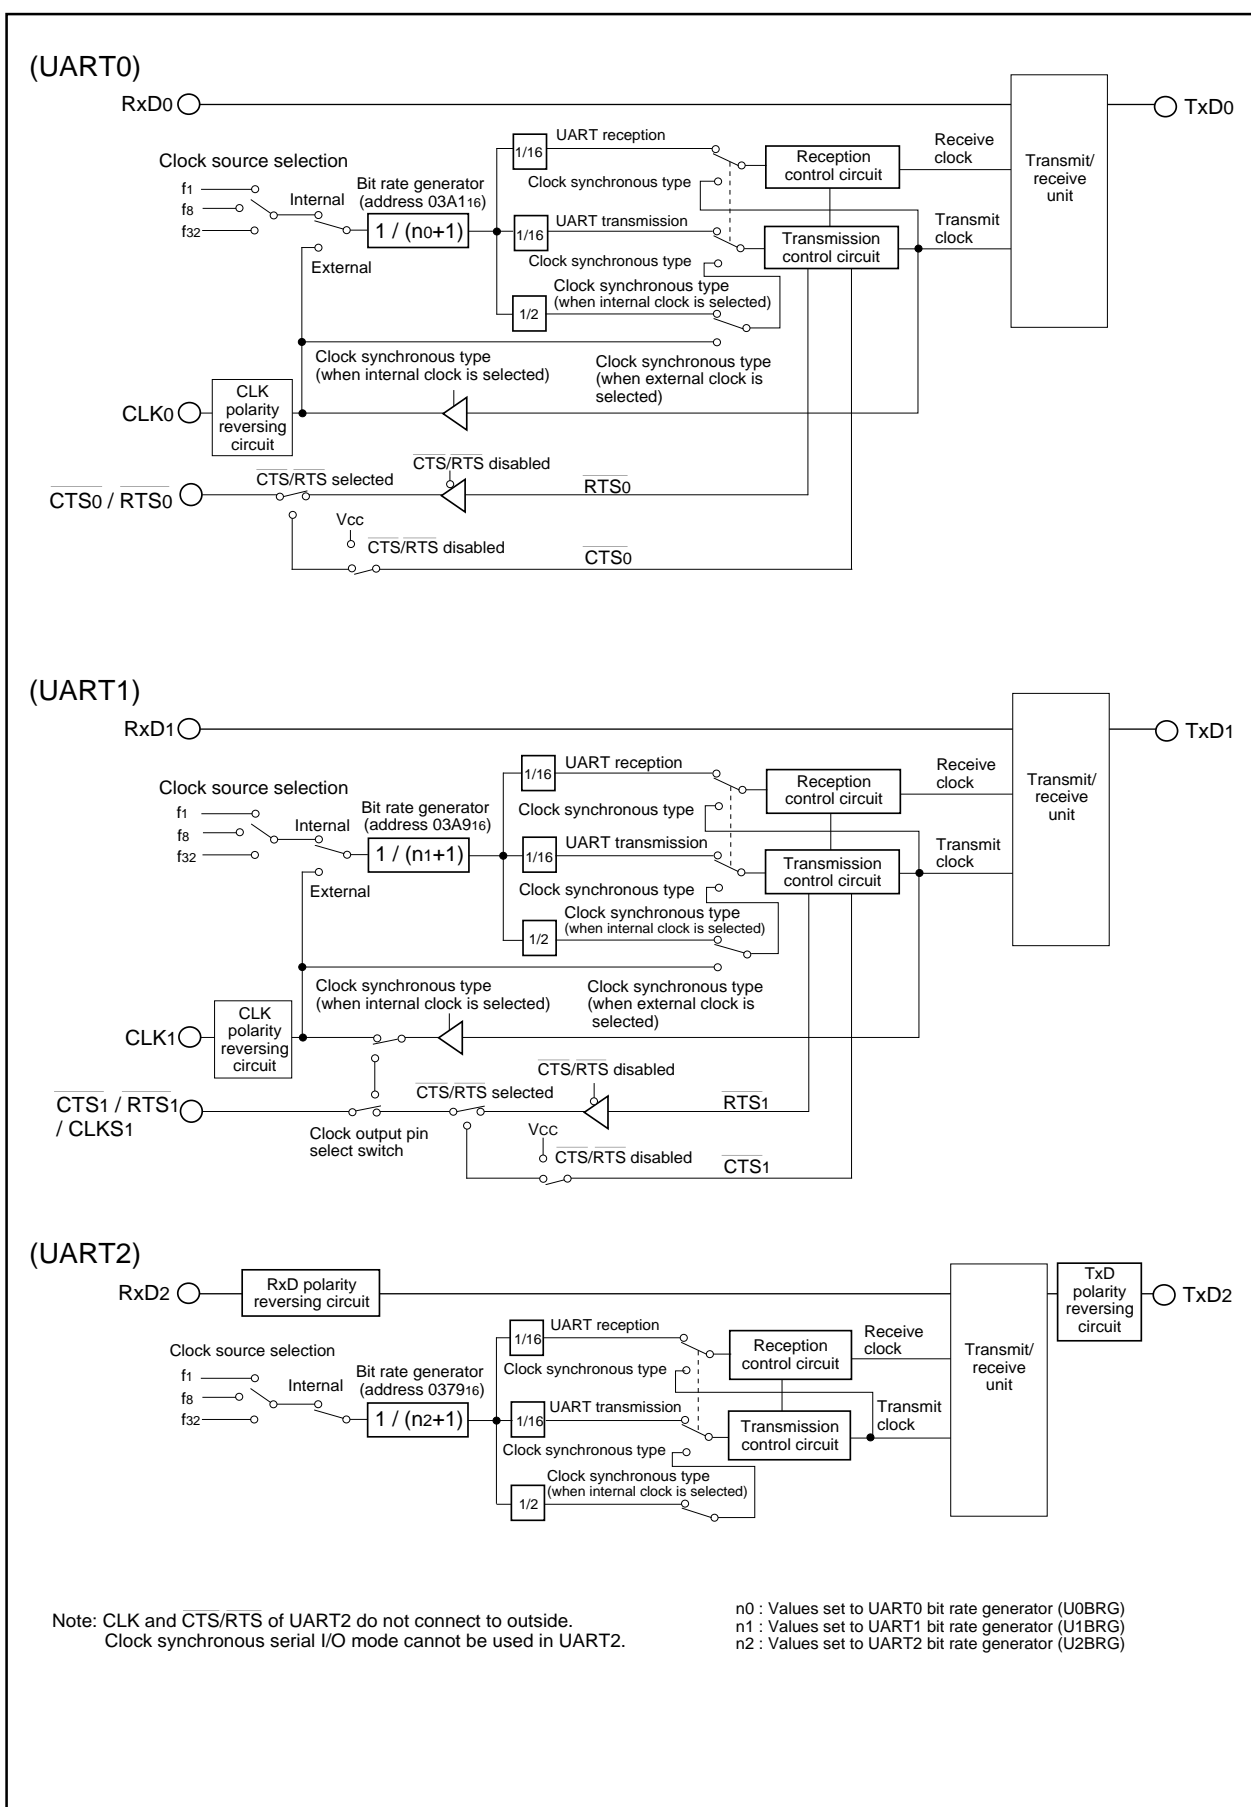 (UART0)
RxD0
TxD0
Clock source selection
f1
f8
f32
Internal
External
Bit rate generator
(address 03A116)
1 / (n0+1)
1/16
UART reception
Clock synchronous type
1/16
UART transmission
Clock synchronous type
1/2
Clock synchronous type
(when internal clock is selected)
Reception
control circuit
Transmission
control circuit
Receive
clock
Transmit
clock
Transmit/
receive
unit
Clock synchronous type
(when internal clock is selected)
Clock synchronous type
(when external clock is
selected)
CLK0
CLK
polarity
reversing
circuit
CTS/RTS disabled
CTS/RTS selected
CTS0 / RTS0
RTS0
Vcc
CTS/RTS disabled
CTS0
(UART1)
RxD1
TxD1
Clock source selection
f1
f8
f32
Internal
External
Bit rate generator
(address 03A916)
1 / (n1+1)
1/16
UART reception
Clock synchronous type
1/16
UART transmission
Clock synchronous type
1/2
Clock synchronous type
(when internal clock is selected)
Reception
control circuit
Transmission
control circuit
Receive
clock
Transmit
clock
Transmit/
receive
unit
Clock synchronous type
(when internal clock is selected)
Clock synchronous type
(when external clock is
selected)
CLK1
CLK
polarity
reversing
circuit
CTS/RTS disabled
CTS/RTS selected
CTS1 / RTS1
/ CLKS1
RTS1
Clock output pin
select switch
VCC
CTS/RTS disabled
CTS1
(UART2)
RxD2
RxD polarity
reversing circuit
TxD
polarity
reversing
circuit
TxD2
Clock source selection
f1
f8
f32
Internal
Bit rate generator
(address 037916)
1 / (n2+1)
1/16
UART reception
Clock synchronous type
1/16
UART transmission
Clock synchronous type
1/2
Clock synchronous type
(when internal clock is selected)
Reception
control circuit
Transmission
control circuit
Receive
clock
Transmit
clock
Transmit/
receive
unit
Note: CLK and CTS/RTS of UART2 do not connect to outside.
Clock synchronous serial I/O mode cannot be used in UART2.
n0 : Values set to UART0 bit rate generator (U0BRG)
n1 : Values set to UART1 bit rate generator (U1BRG)
n2 : Values set to UART2 bit rate generator (U2BRG)